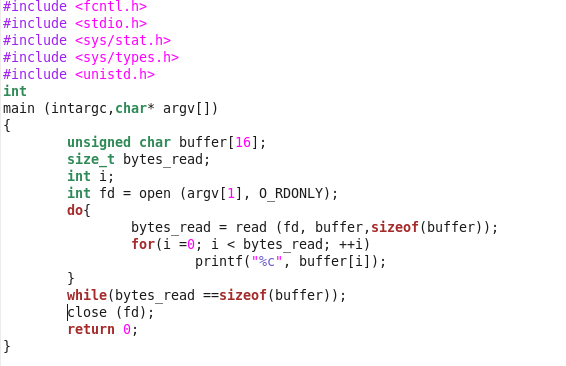 #include <fcntl.h>
#include <stdio.h>
#include <sys/stat.h>
#include <sys/types.h>
#include <unistd.h>
int
main (intargc,char* argv[])
{
        unsigned char buffer[16];
        size_t bytes_read;
        int i;
        int fd = open (argv[1], O_RDONLY);
        do{
                bytes_read = read (fd, buffer,sizeof(buffer));
                for(i =0; i < bytes_read; ++i)
                        printf("%c", buffer[i]);
        }
        while(bytes_read ==sizeof(buffer));
        close (fd);
        return 0;
}